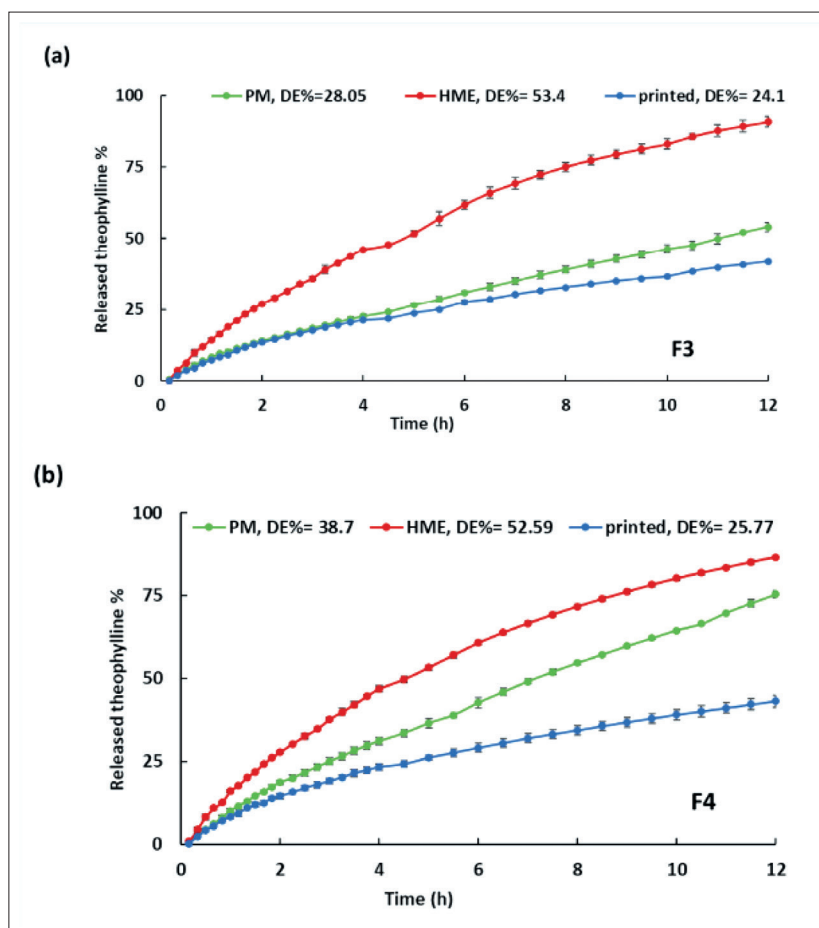 (a)
PM, DE%=28.05 HME, DE%= 53.4 printed, DE%= 24.1
100
75
50
25
0
Released theophylline %
0 2 4 6 8 10 12
Time (h)
F3
(b)
PM, DE%= 38.7 HME, DE%= 52.59 printed, DE%= 25.77
100
75
50
25
0
Released theophylline %
0 2 4 6 8 10 12
Time (h)
F4